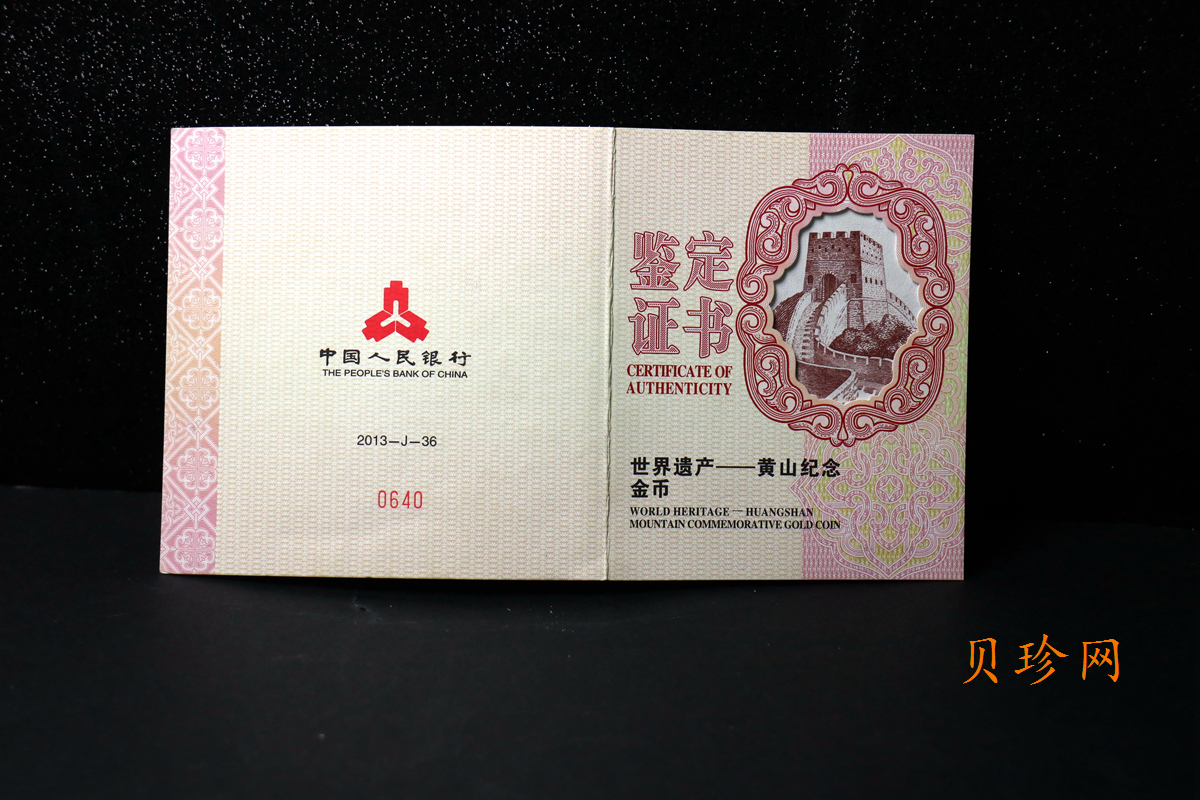 中国人民银行
THE PEOPLE'S BANK OF CHINA
2013—J—36
0640
鉴定
证书
CERTIFICATE OF
AUTHENTICITY
世界遗产——黄山纪念
金币
WORLD HERITAGE — HUANGSHAN
MOUNTAIN COMMEMORATIVE GOLD COIN
贝珍网